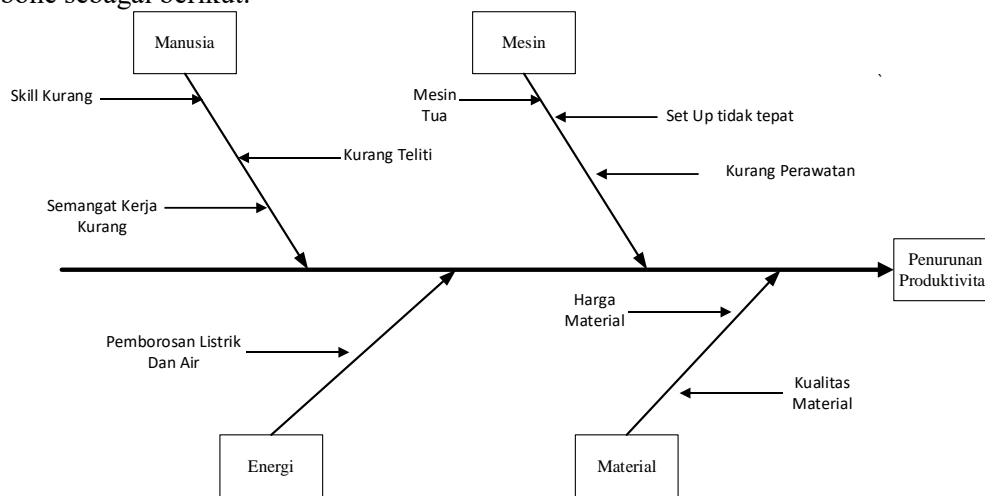 bone sebagai berikut:
Manusia
Mesin
Skill Kurang
Mesin
Tua
Set Up tidak tepat
Kurang Teliti
Kurang Perawatan
Semangat Kerja
Kurang
Penurunan
Produktivita
Harga
Material
Pemborosan Listrik
Dan Air
Kualitas
Material
Energi
Material